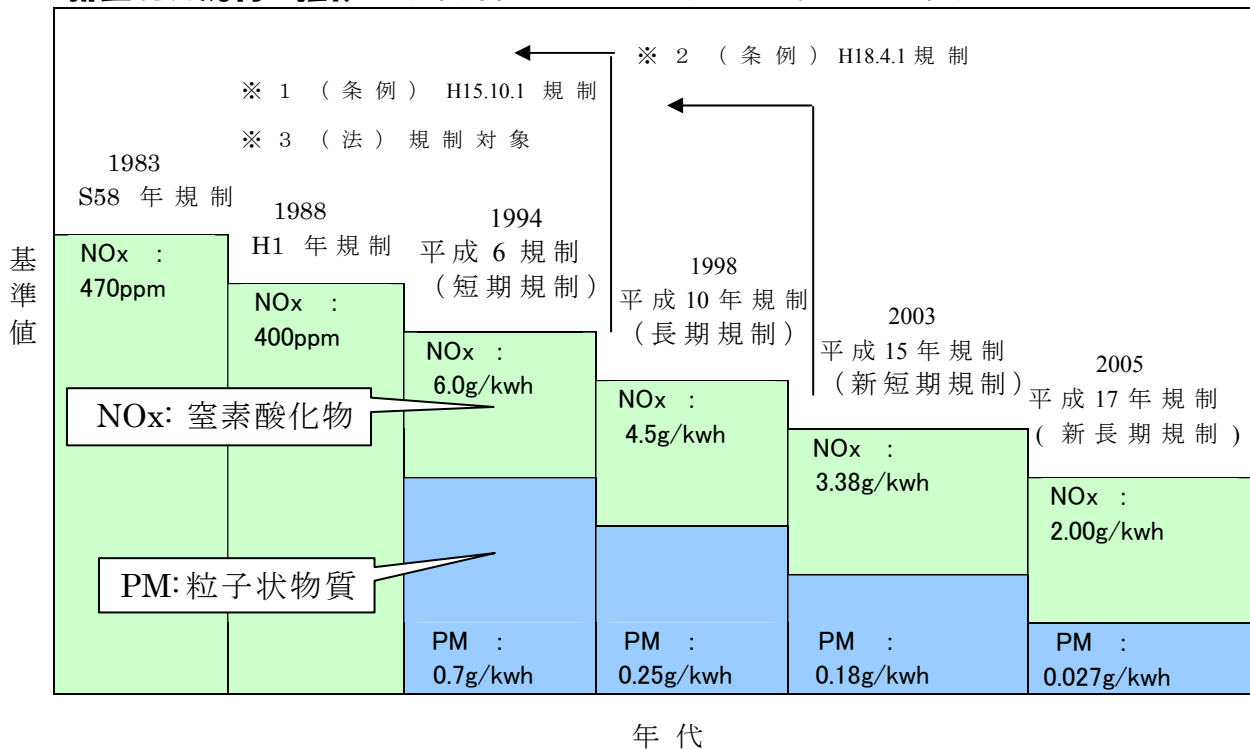 ※ 2 (条例) H18.4.1 規制
※ 1 (条例) H15.10.1 規制
※ 3 (法) 規制対象
1983
S58 年規制
1988
H1 年規制
1994
平成 6 規制
(短期規制)
1998
平成 10 年規制
(長期規制)
2003
平成 15 年規制
(新短期規制)
2005
平成 17 年規制
(新長期規制)
基準値
NOx :
470ppm
NOx :
400ppm
NOx :
6.0g/kwh
NOx :
4.5g/kwh
NOx :
3.38g/kwh
NOx :
2.00g/kwh
NOx: 窒素酸化物
PM:粒子状物質
PM :
0.7g/kwh
PM :
0.25g/kwh
PM :
0.18g/kwh
PM :
0.027g/kwh
年代